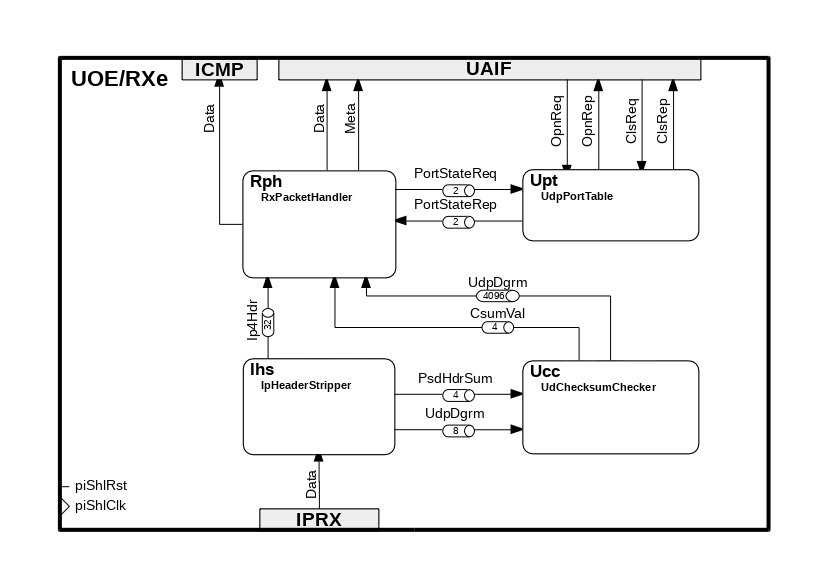 ICMP
UAIF
UOE/RXe
Data
Data
Meta
OpnReq
OpnRep
ClsReq
ClsRep
Rph
RxPacketHandler
PortStateReq
2
PortStateRep
2
Upt
UdpPortTable
UdpDgrm
4096
CsumVal
4
Ip4Hdr
32
Ihs
IpHeaderStripper
PsdHdrSum
4
UdpDgrm
8
Ucc
UdChecksumChecker
Data
piShlRst
piShlClk
IPRX